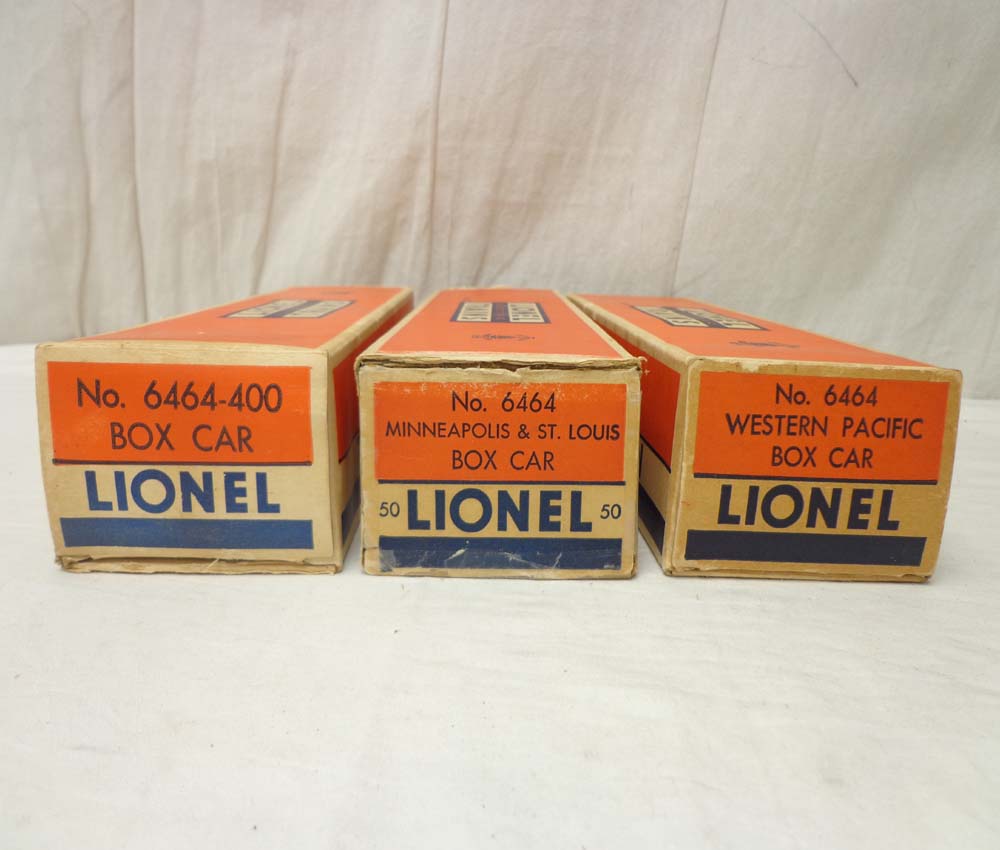 No. 6464-400
BOX CAR
LIONEL
No. 6464
MINNEAPOLIS & ST. LOUIS
BOX CAR
50 LIONEL 50
No. 6464
WESTERN PACIFIC
BOX CAR
LIONEL